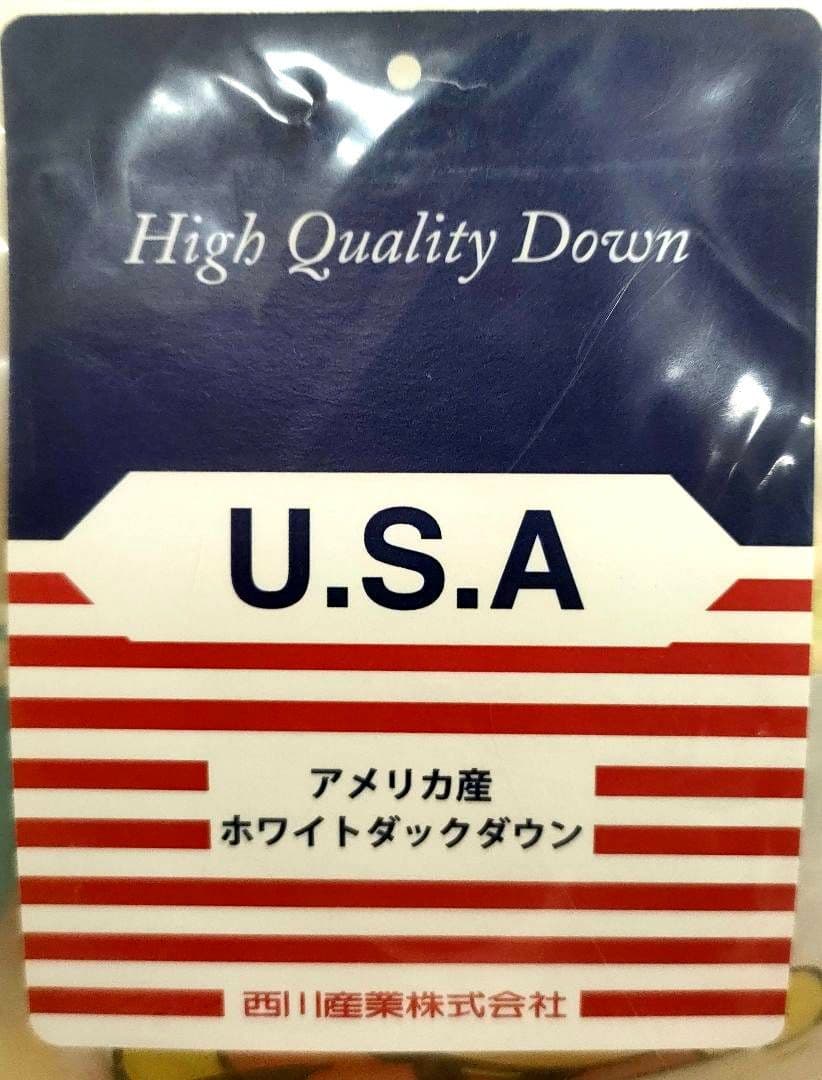 High Quality Down
U.S.A
アメリカ産
ホワイトダックダウン
西川産業株式会社